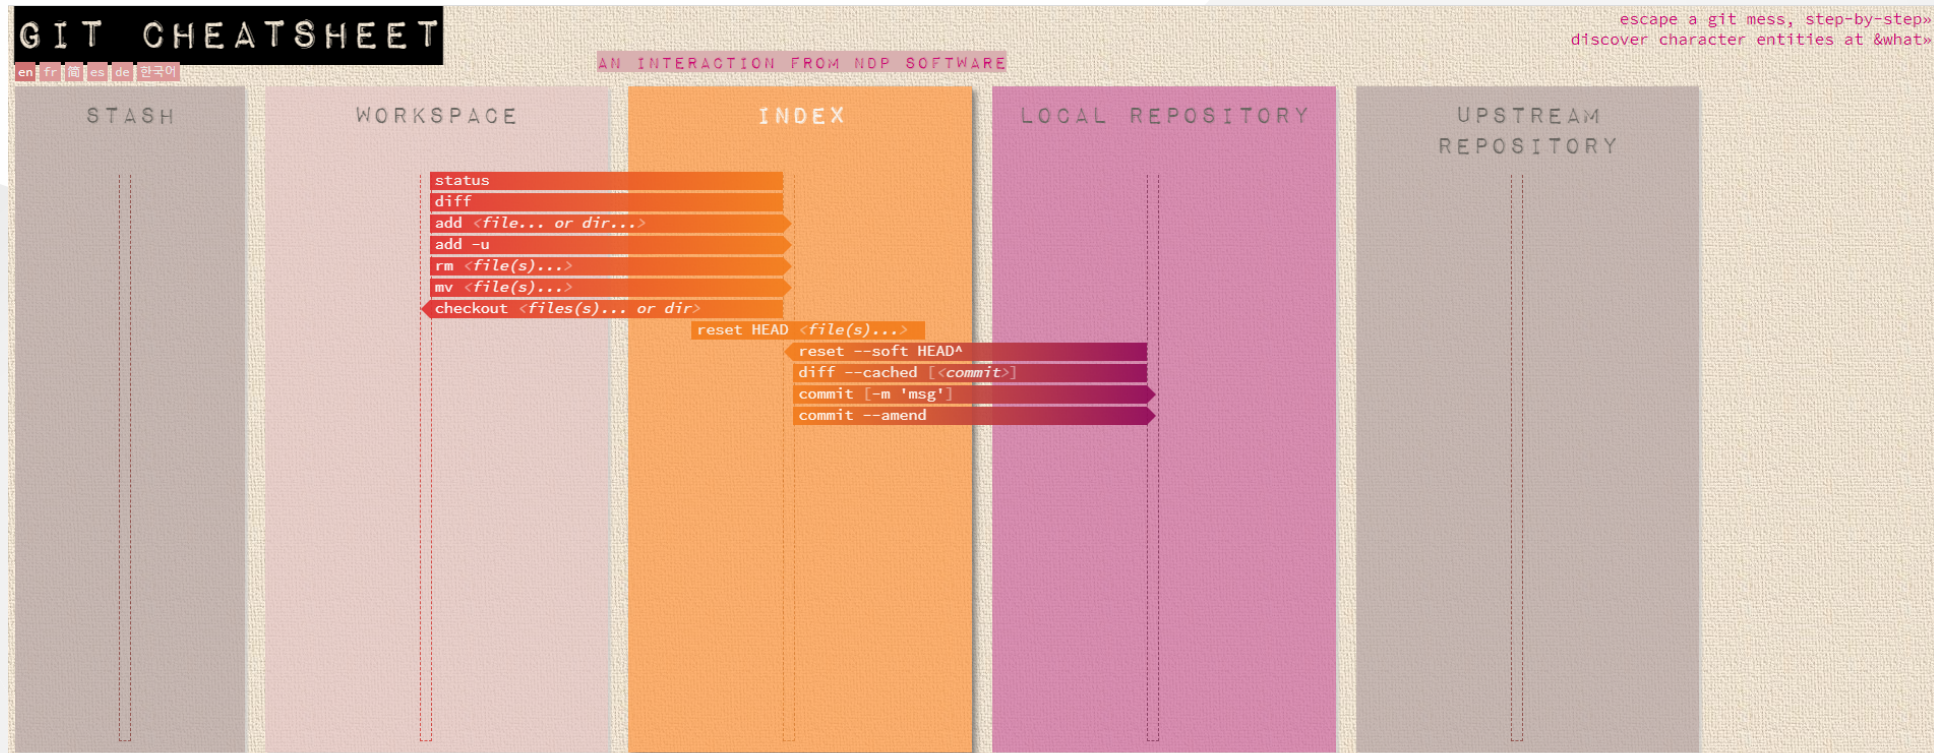 GIT CHEATSHEET
escape a git mess, step-by-step»
discover character entities at &what»
en fr 简 es de 한국어
AN INTERACTION FROM NDP SOFTWARE
STASH
WORKSPACE
INDEX
LOCAL REPOSITORY
UPSTREAM
REPOSITORY
status
diff
add <file... or dir...>
add -u
rm <file(s)...>
mv <file(s)...>
checkout <files(s)... or dir>
reset HEAD <file(s)...>
reset --soft HEAD^
diff --cached [<commit>]
commit [-m 'msg']
commit --amend